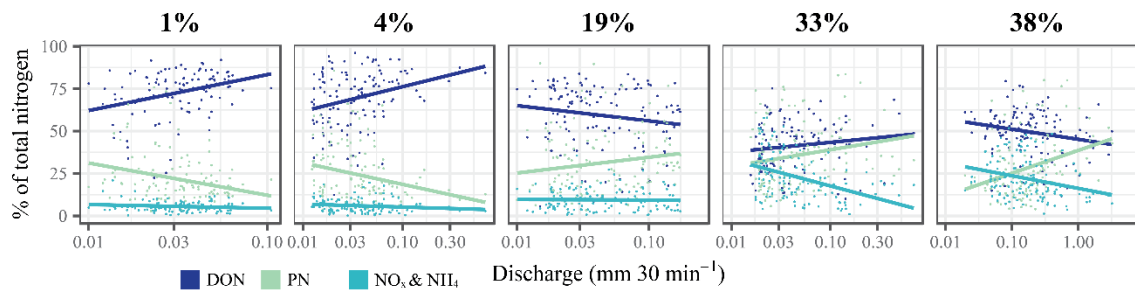 1% 4% 19% 33% 38%
% of total nitrogen
100
75
50
25
0
0.01 0.03 0.10 0.01 0.03 0.10 0.30 0.01 0.03 0.10 0.01 0.03 0.10 0.30 0.01 0.10 1.00
Discharge (mm 30 min⁻¹)
DON PN NOₓ & NH₄